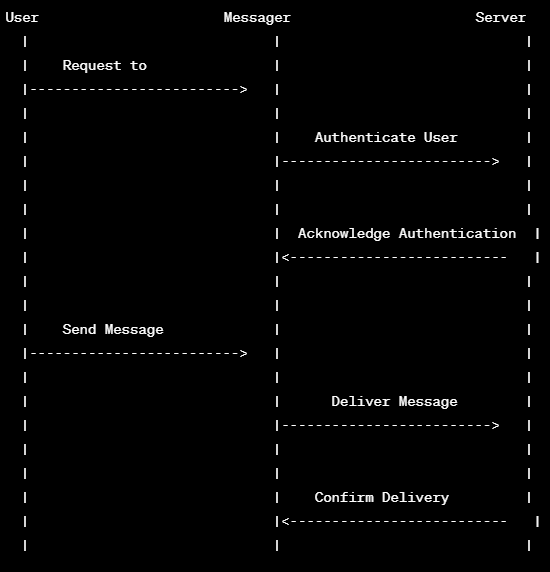 User Messager Server
Request to
Authenticate User
Acknowledge Authentication
Send Message
Deliver Message
Confirm Delivery